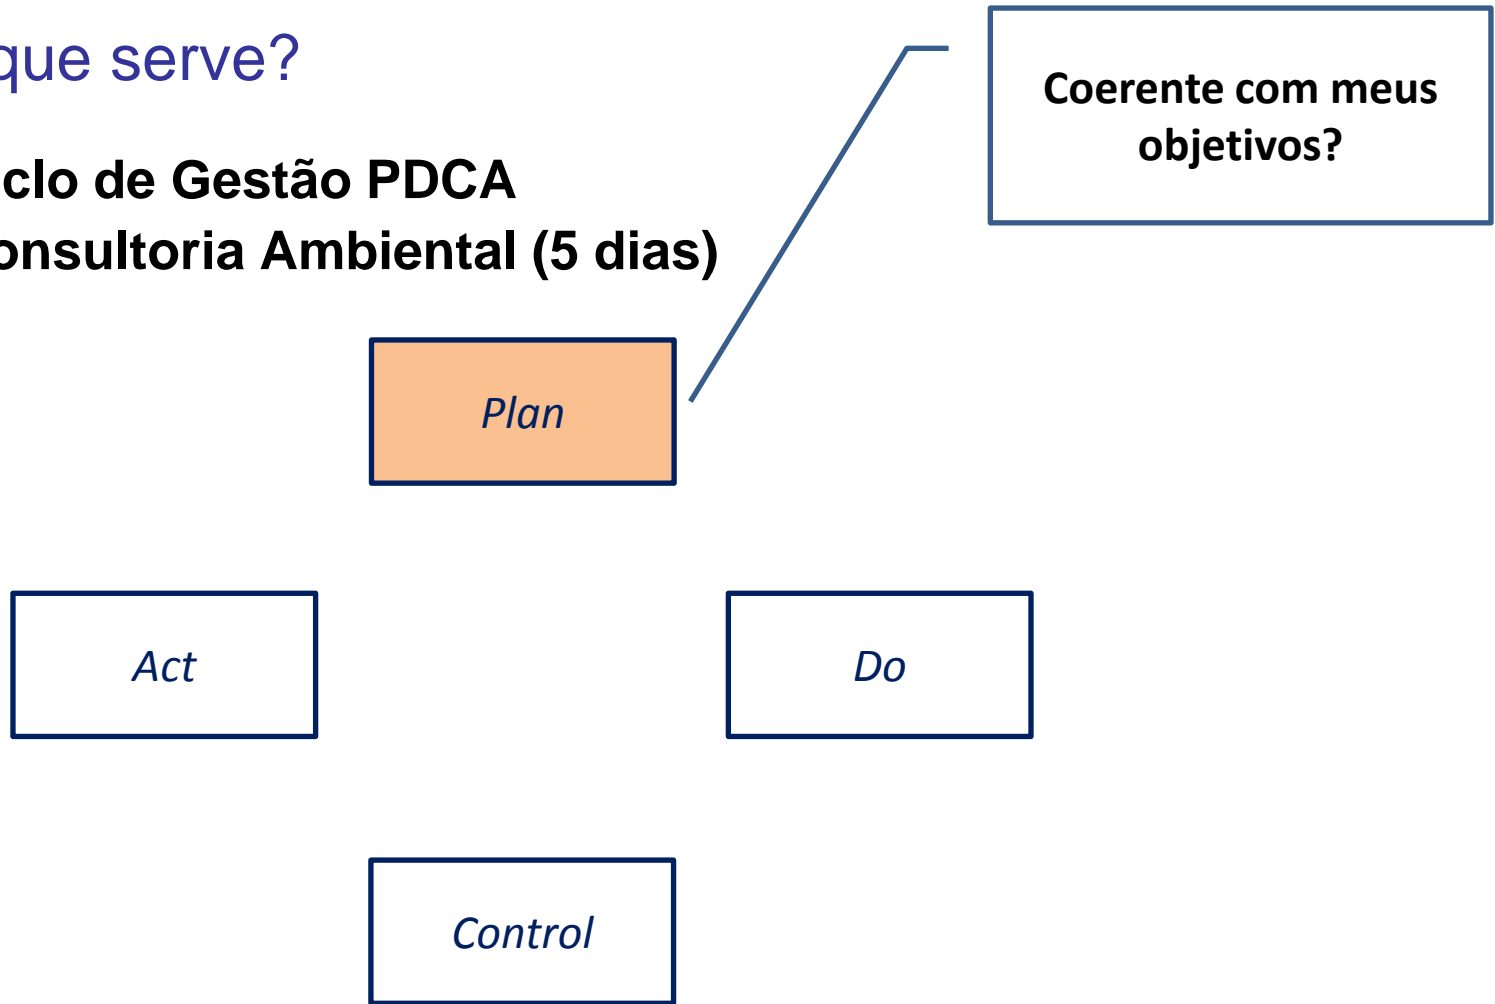 que serve?
Coerente com meus
objetivos?
clo de Gestão PDCA
onsultoria Ambiental (5 dias)
Plan
Act
Do
Control